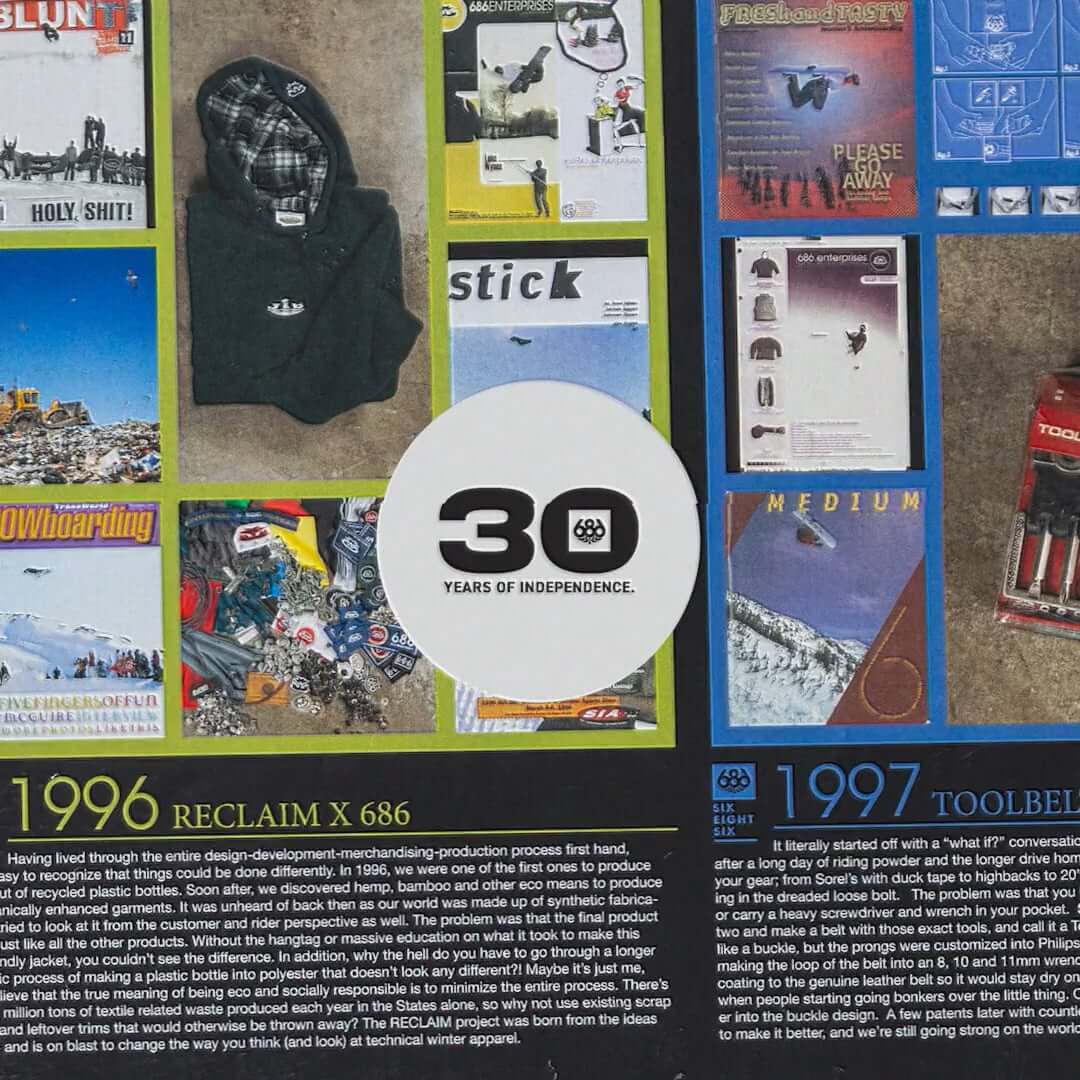 BLUNT
HOLY, SHIT!
686ENTERPRISES
FRESH and TASTY
PLEASE
GO
AWAY
stick
686.enterprises
TransWorld
OWboarding
FIVEFINGERSOFFUN
MCGUIRE INTERVIEW
686
SIA
MEDIUM
TOOL
30
686
YEARS OF INDEPENDENCE.
1996 RECLAIM X 686
Having lived through the entire design-development-merchandising-production process first hand,
easy to recognize that things could be done differently. In 1996, we were one of the first ones to produce
ut of recycled plastic bottles. Soon after, we discovered hemp, bamboo and other eco means to produce
nically enhanced garments. It was unheard of back then as our world was made up of synthetic fabrica-
ried to look at it from the customer and rider perspective as well. The problem was that the final product
ust like all the other products. Without the hangtag or massive education on what it took to make this
ndly jacket, you couldn't see the difference. In addition, why the hell do you have to go through a longer
ic process of making a plastic bottle into polyester that doesn't look any different?! Maybe it's just me,
lieve that the true meaning of being eco and socially responsible is to minimize the entire process. There's
million tons of textile related waste produced each year in the States alone, so why not use existing scrap
and leftover trims that would otherwise be thrown away? The RECLAIM project was born from the ideas
and is on blast to change the way you think (and look) at technical winter apparel.
686
SIX
EIGHT
SIX
1997 TOOLBEL
It literally started off with a "what if?" conversatio
after a long day of riding powder and the longer drive hom
your gear; from Sorel's with duck tape to highbacks to 20°
ing in the dreaded loose bolt. The problem was that you
or carry a heavy screwdriver and wrench in your pocket.
two and make a belt with those exact tools, and call it a To
like a buckle, but the prongs were customized into Philips
making the loop of the belt into an 8, 10 and 11mm wrenc
coating to the genuine leather belt so it would stay dry on
when people starting going bonkers over the little thing. C
er into the buckle design. A few patents later with countle
to make it better, and we're still going strong on the world